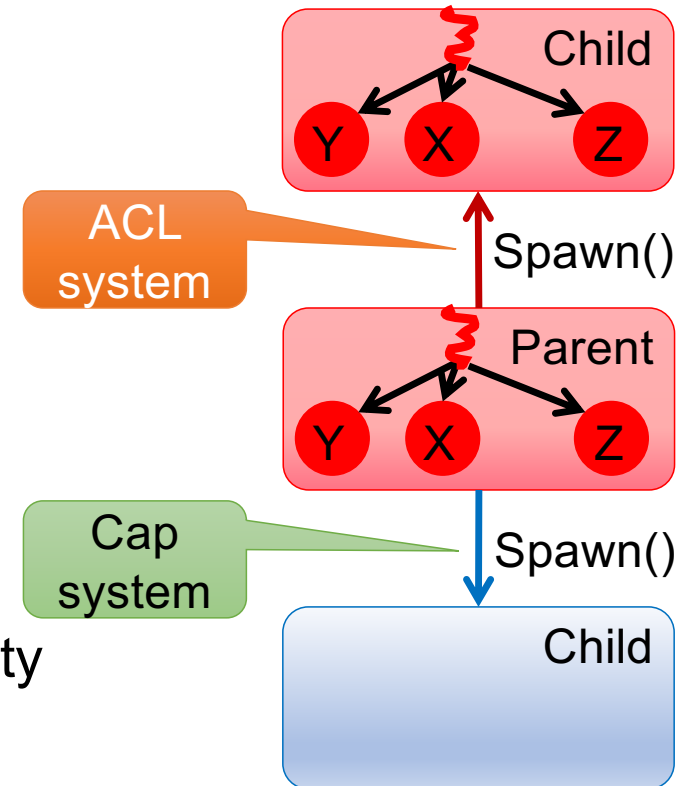 Child
Y X Z
ACL
system
Spawn()
Parent
Y X Z
Cap
system
Spawn()
ty
Child